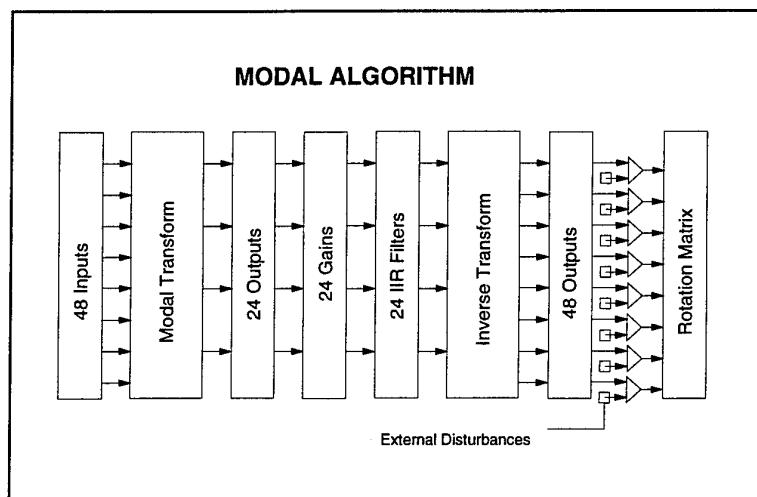 MODAL ALGORITHM
48 Inputs
Modal Transform
24 Outputs
24 Gains
24 IIR Filters
Inverse Transform
48 Outputs
Rotation Matrix
External Disturbances